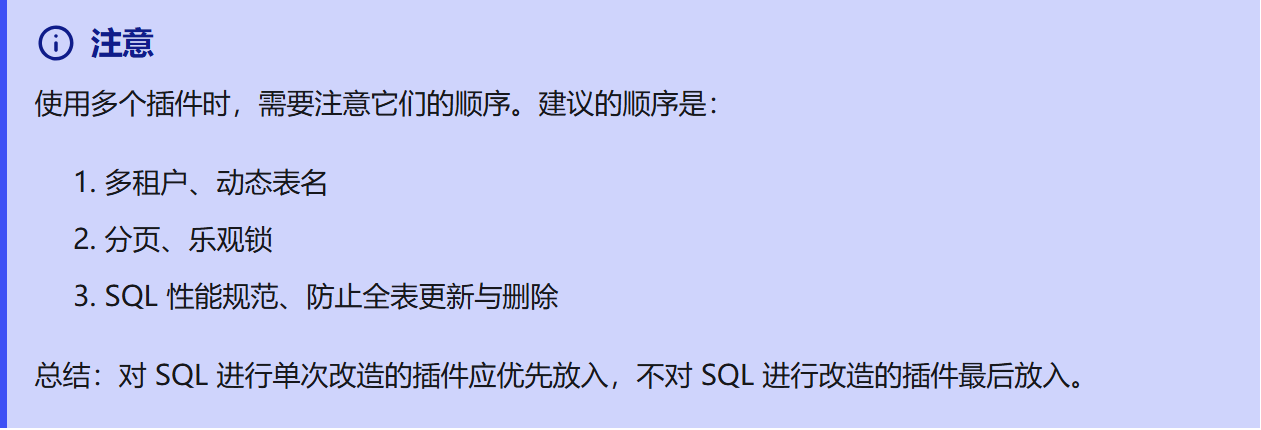 注意
使用多个插件时，需要注意它们的顺序。建议的顺序是：
1. 多租户、动态表名
2. 分页、乐观锁
3. SQL 性能规范、防止全表更新与删除
总结：对 SQL 进行单次改造的插件应优先放入，不对 SQL 进行改造的插件最后放入。